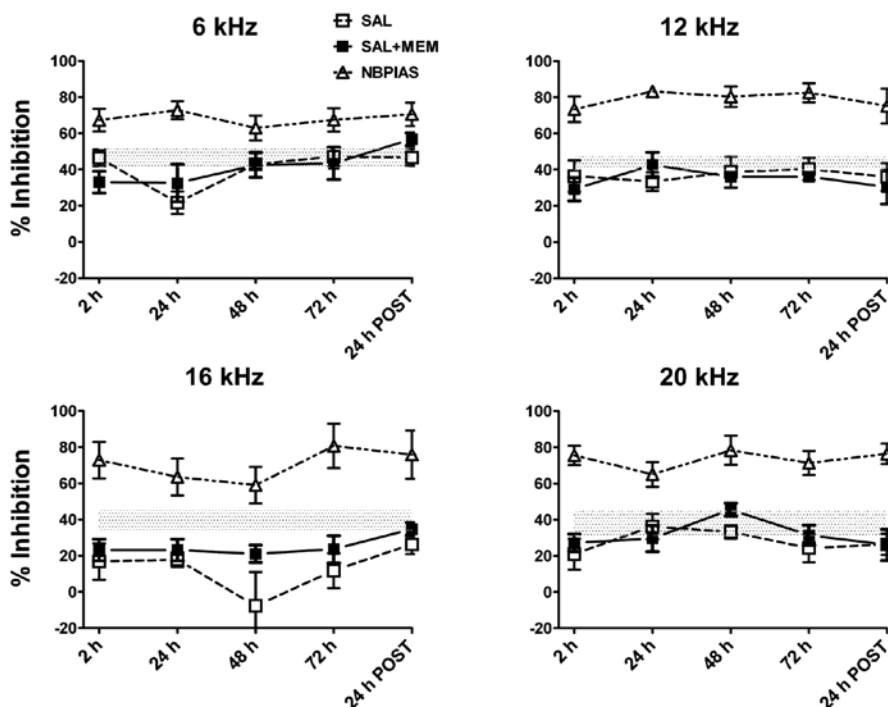 6 kHz
SAL
SAL+MEM
NBPIAS
% Inhibition
100
80
60
40
20
0
-20
2 h
24 h
48 h
72 h
24 h POST
12 kHz
100
80
60
40
20
0
-20
2 h
24 h
48 h
72 h
24 h POST
16 kHz
% Inhibition
100
80
60
40
20
0
-20
2 h
24 h
48 h
72 h
24 h POST
20 kHz
100
80
60
40
20
0
-20
2 h
24 h
48 h
72 h
24 h POST